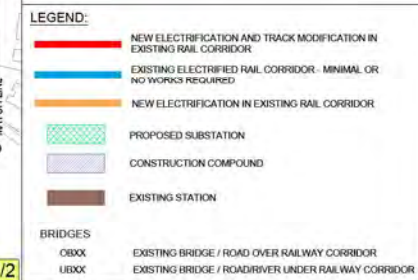 LEGEND:
NEW ELECTRIFICATION AND TRACK MODIFICATION IN
EXISTING RAIL CORRIDOR
EXISTING ELECTRIFIED RAIL CORRIDOR - MINIMAL OR
NO WORKS REQUIRED
NEW ELECTRIFICATION IN EXISTING RAIL CORRIDOR
PROPOSED SUBSTATION
CONSTRUCTION COMPOUND
EXISTING STATION
BRIDGES
OBXX EXISTING BRIDGE / ROAD OVER RAILWAY CORRIDOR
UBXX EXISTING BRIDGE / ROAD/RIVER UNDER RAILWAY CORRIDOR
/2